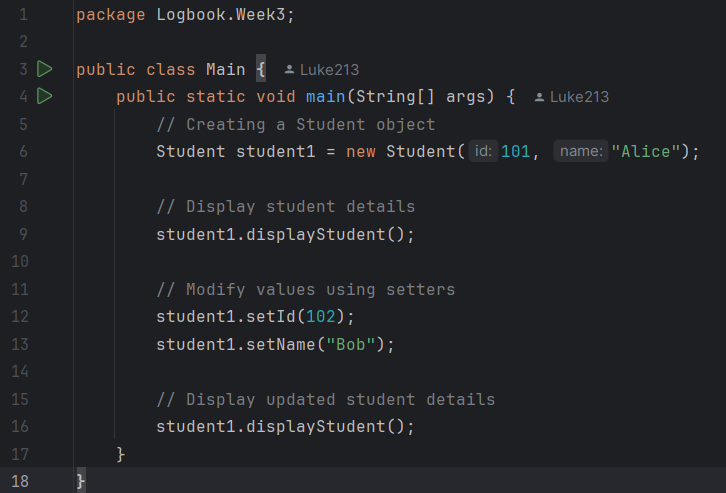 1 package Logbook.Week3;
2
3 public class Main { Luke213
4 public static void main(String[] args) { Luke213
5 // Creating a Student object
6 Student student1 = new Student( id: 101, name: "Alice");
7
8 // Display student details
9 student1.displayStudent();
10
11 // Modify values using setters
12 student1.setId(102);
13 student1.setName("Bob");
14
15 // Display updated student details
16 student1.displayStudent();
17 }
18 }